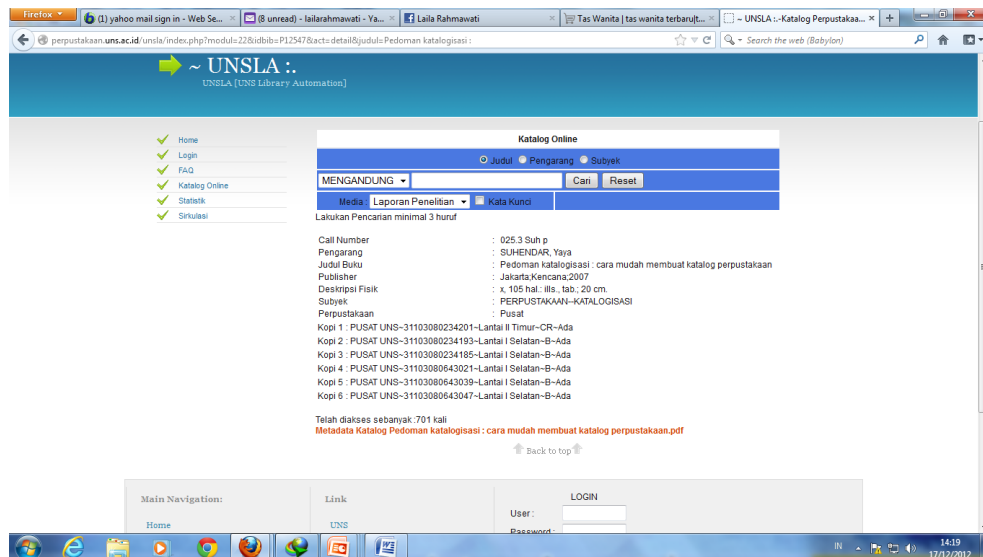 Firefox
(1) yahoo mail sign in - Web Se...
(8 unread) - lailarahmawati - Ya...
Laila Rahmawati
Tas Wanita | tas wanita terbaru|t...
~ UNSLA :.-Katalog Perpustakaa...
perpustakaan.uns.ac.id/unsla/index.php?modul=22&idbib=P12547&act=detail&judul=Pedoman katalogisasi :
Search the web (Babylon)
~ UNSLA :.
UNSLA [UNS Library Automation]
Home
Login
FAQ
Katalog Online
Statistik
Sirkulasi
Katalog Online
Judul Pengarang Subyek
MENGANDUNG Cari Reset
Media : Laporan Penelitian Kata Kunci
Lakukan Pencarian minimal 3 huruf
Call Number : 025.3 Suh p
Pengarang : SUHENDAR, Yaya
Judul Buku : Pedoman katalogisasi : cara mudah membuat katalog perpustakaan
Publisher : Jakarta;Kencana;2007
Deskripsi Fisik : x, 105 hal.: ills., tab.; 20 cm.
Subyek : PERPUSTAKAAN--KATALOGISASI
Perpustakaan : Pusat
Kopi 1 : PUSAT UNS~31103080234201~Lantai II Timur~CR~Ada
Kopi 2 : PUSAT UNS~31103080234193~Lantai I Selatan~B~Ada
Kopi 3 : PUSAT UNS~31103080234185~Lantai I Selatan~B~Ada
Kopi 4 : PUSAT UNS~31103080643021~Lantai I Selatan~B~Ada
Kopi 5 : PUSAT UNS~31103080643039~Lantai I Selatan~B~Ada
Kopi 6 : PUSAT UNS~31103080643047~Lantai I Selatan~B~Ada
Telah diakses sebanyak :701 kali
Metadata Katalog Pedoman katalogisasi : cara mudah membuat katalog perpustakaan.pdf
Back to top
Main Navigation:
Home
Link
UNS
LOGIN
User :
Password :
IN
14:19
17/12/2012